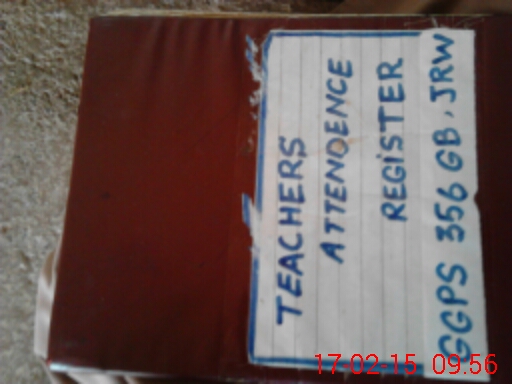 TEACHERS
ATTENDENCE
REGISTER
GGPS 356 GB. JRW
17-02-15 09:56